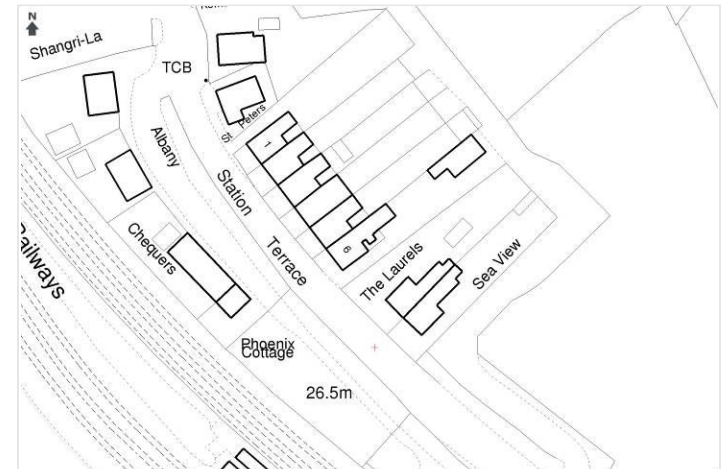 N
Shangri-La
TCB
St Peters
1
Albany
Station
Terrace
6
Chequers
The Laurels
Sea View
Railways
Phoenix
Cottage
26.5m